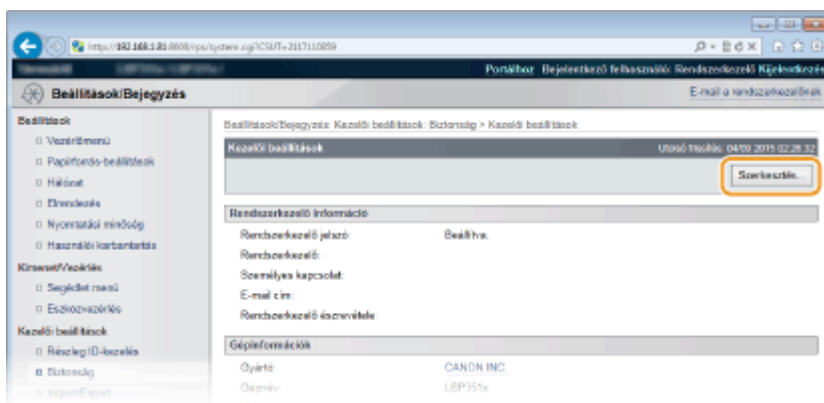 Portálhoz Bejelentkező felhasználó: Rendszerkezelő Kijelentkezés
Beállítások/Bejegyzés
E-mail a rendszerkezelőnek
Beállítások
Vezérlőmenü
Papírforrás-beállítások
Hálózat
Elrendezés
Nyomtatási minőség
Használói karbantartás
Kimenet/Vezérlés
Segédlet menü
Eszközvezérlés
Kezelői beállítások
Részleg ID-kezelés
Biztonság
Import/Export
Beállítások/Bejegyzés: Kezelői beállítások: Biztonság > Kezelői beállítások
Kezelői beállítások
Utolsó frissítés: 04/09 2015 02:26:32
Szerkesztés...
Rendszerkezelő információ
Rendszerkezelő jelszó: Beállítva.
Rendszerkezelő:
Személyes kapcsolat:
E-mail cím:
Rendszerkezelő észrevétele:
Gépinformációk
Gyártó: CANON INC.
Gépnév: LBP351x